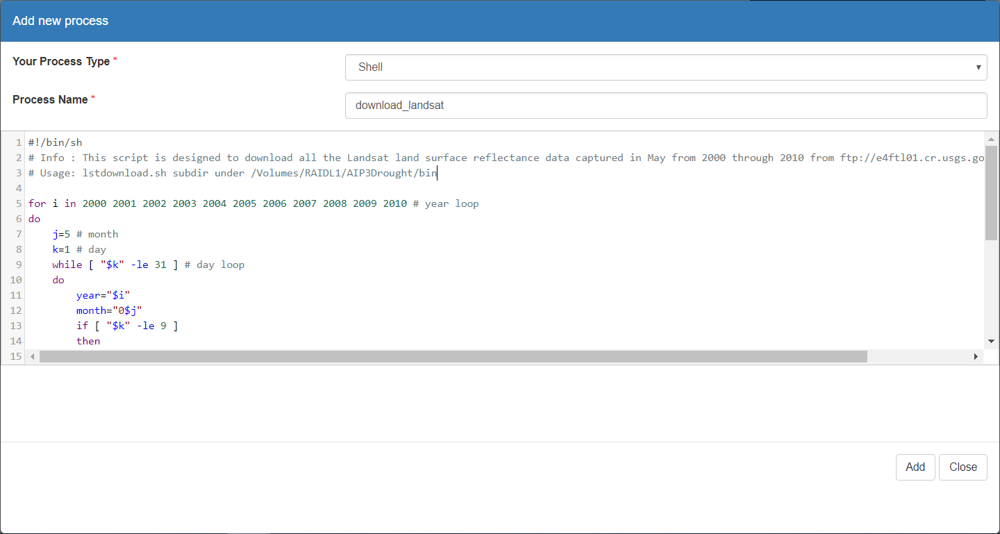 Add new process
Your Process Type *
Shell
Process Name *
download_landsat
1 #!/bin/sh
2 # Info : This script is designed to download all the Landsat land surface reflectance data captured in May from 2000 through 2010 from ftp://e4ftl01.cr.usgs.go
3 # Usage: lstdownload.sh subdir under /Volumes/RAIDL1/AIP3Drought/bin
4
5 for i in 2000 2001 2002 2003 2004 2005 2006 2007 2008 2009 2010 # year loop
6 do
7     j=5 # month
8     k=1 # day
9     while [ "$k" -le 31 ] # day loop
10     do
11         year="$i"
12         month="0$j"
13         if [ "$k" -le 9 ]
14         then
15
Add
Close